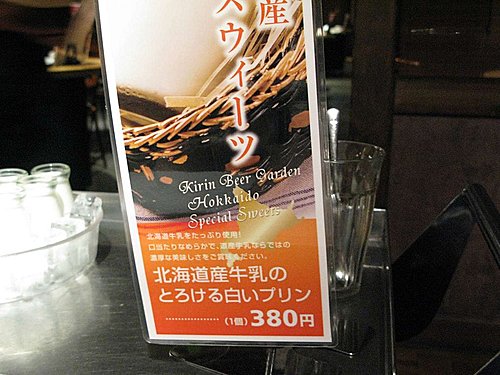 産
スウィーツ
Kirin Beer Garden
Hokkaido
Special Sweets
北海道牛乳をたっぷり使用!
口当たりなめらかで、道産牛乳ならではの
濃厚な美味しさをご賞味ください。
北海道産牛乳の
とろける白いプリン
(1個) 380円